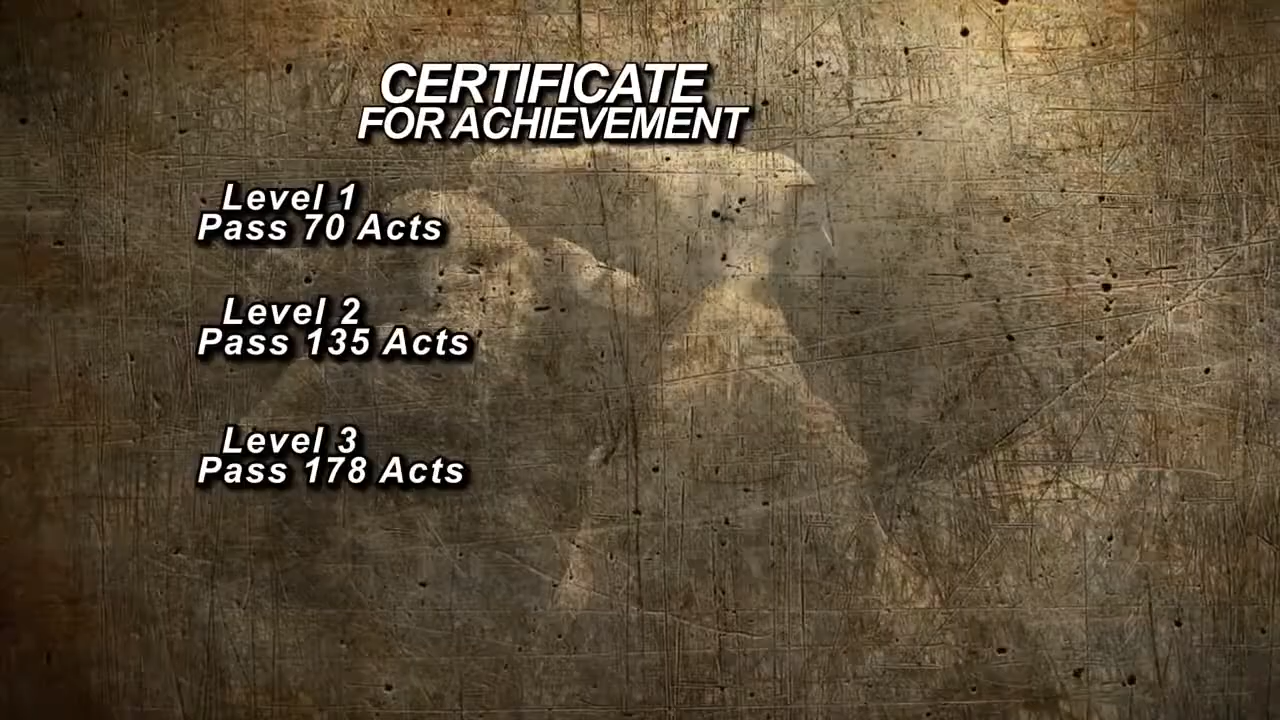 CERTIFICATE
FOR ACHIEVEMENT
Level 1
Pass 70 Acts
Level 2
Pass 135 Acts
Level 3
Pass 178 Acts